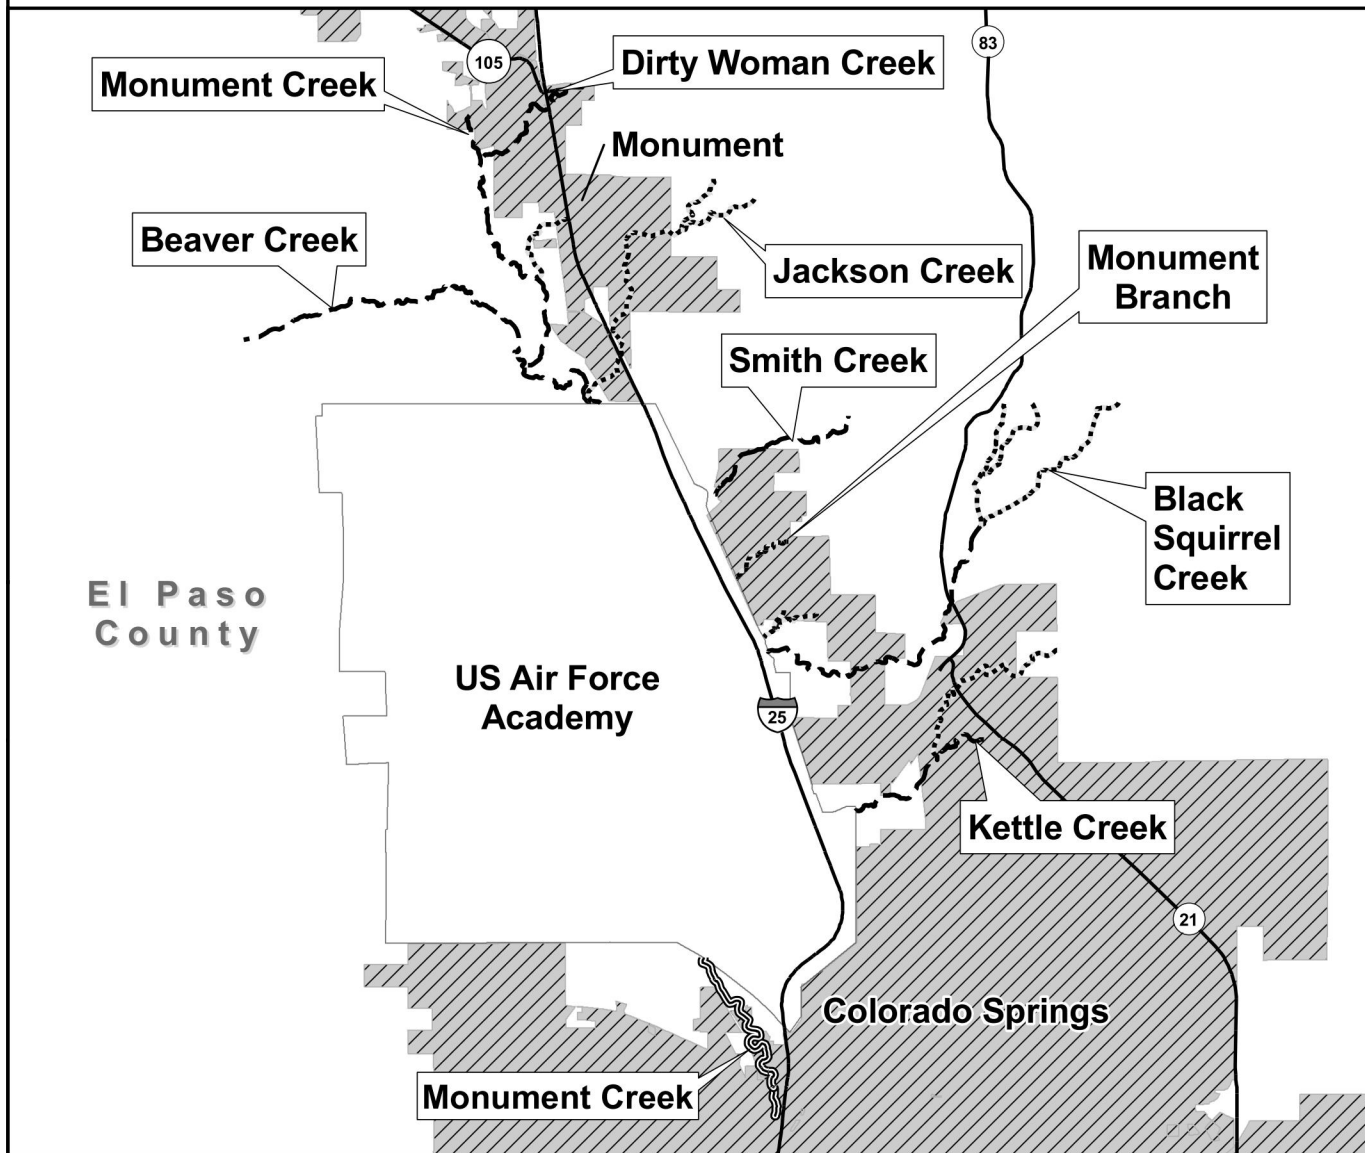 83
105
Dirty Woman Creek
Monument Creek
Monument
Beaver Creek
Jackson Creek
Monument
Branch
Smith Creek
Black
Squirrel
Creek
El Paso
County
US Air Force
Academy
25
Kettle Creek
21
Colorado Springs
Monument Creek